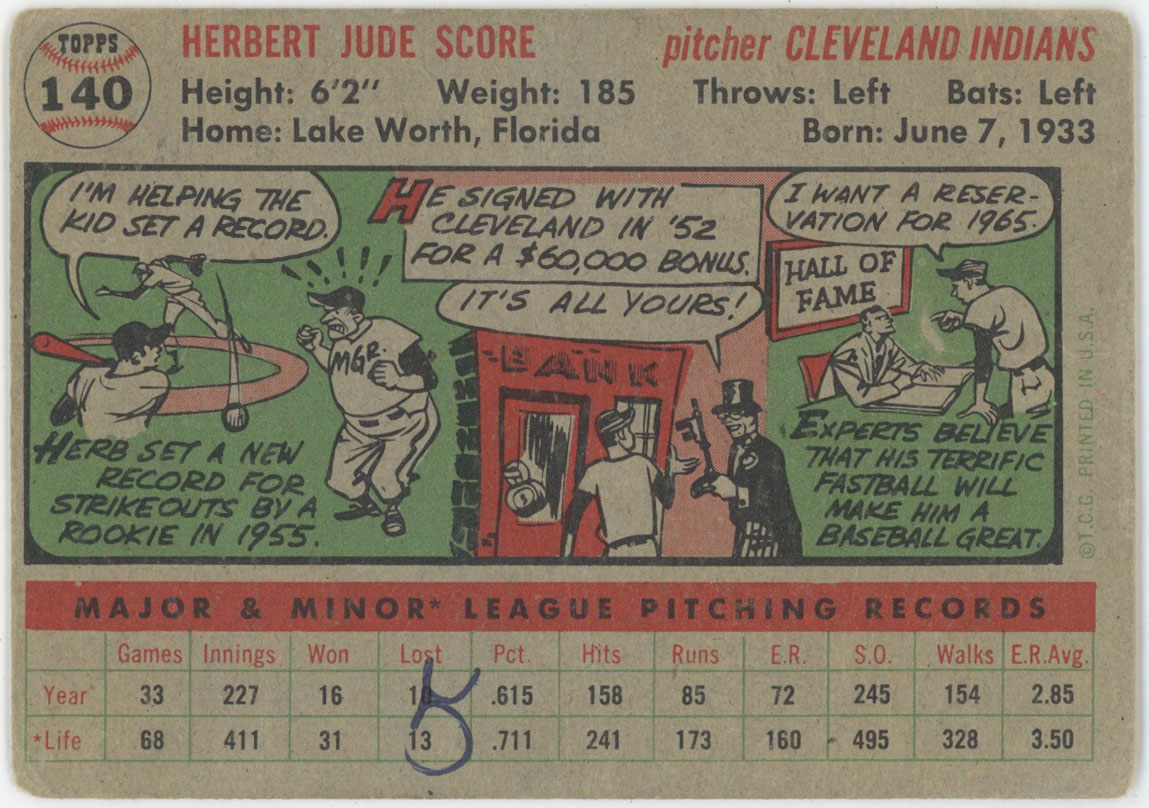 TOPPS
140
HERBERT JUDE SCORE
pitcher CLEVELAND INDIANS
Height: 6'2" Weight: 185 Throws: Left Bats: Left
Home: Lake Worth, Florida Born: June 7, 1933
I'M HELPING THE
KID SET A RECORD.
MGR.
HERB SET A NEW
RECORD FOR
STRIKEOUTS BY A
ROOKIE IN 1955.
HE SIGNED WITH
CLEVELAND IN '52
FOR A $60,000 BONUS.
IT'S ALL YOURS!
BANK
I WANT A RESER-
VATION FOR 1965.
HALL OF
FAME
EXPERTS BELIEVE
THAT HIS TERRIFIC
FASTBALL WILL
MAKE HIM A
BASEBALL GREAT.
©T.C.G. PRINTED IN U.S.A.
MAJOR & MINOR* LEAGUE PITCHING RECORDS
Games Innings Won Lost Pct. Hits Runs E.R. S.O. Walks E.R.Avg.
Year 33 227 16 10 .615 158 85 72 245 154 2.85
*Life 68 411 31 13 .711 241 173 160 495 328 3.50